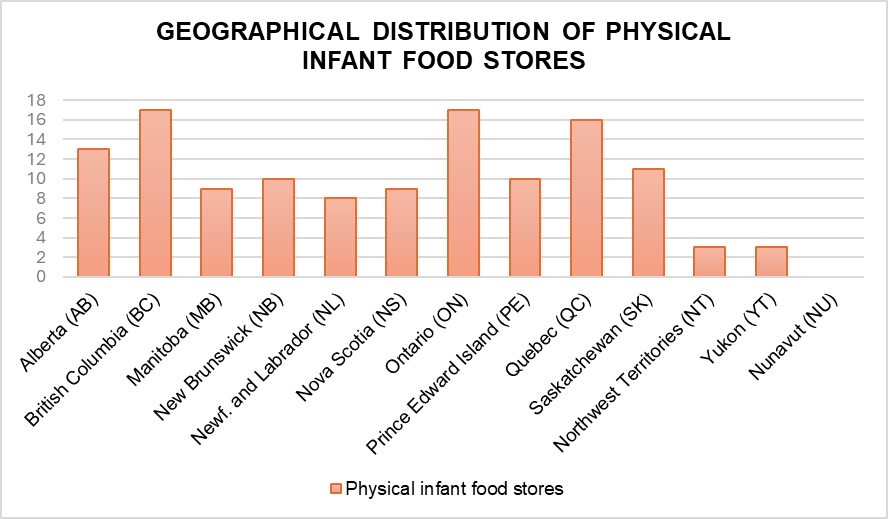 GEOGRAPHICAL DISTRIBUTION OF PHYSICAL
INFANT FOOD STORES
18
16
14
12
10
8
6
4
2
0
Alberta (AB)
British Columbia (BC)
Manitoba (MB)
New Brunswick (NB)
Newf. and Labrador (NL)
Nova Scotia (NS)
Ontario (ON)
Prince Edward Island (PE)
Quebec (QC)
Saskatchewan (SK)
Northwest Territories (NT)
Yukon (YT)
Nunavut (NU)
Physical infant food stores